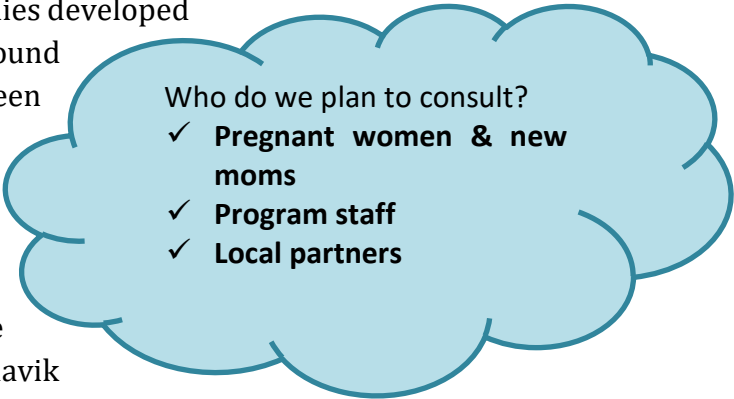 ies developed
ound
een
Who do we plan to consult?
✓ Pregnant women & new
moms
✓ Program staff
✓ Local partners
e
avik